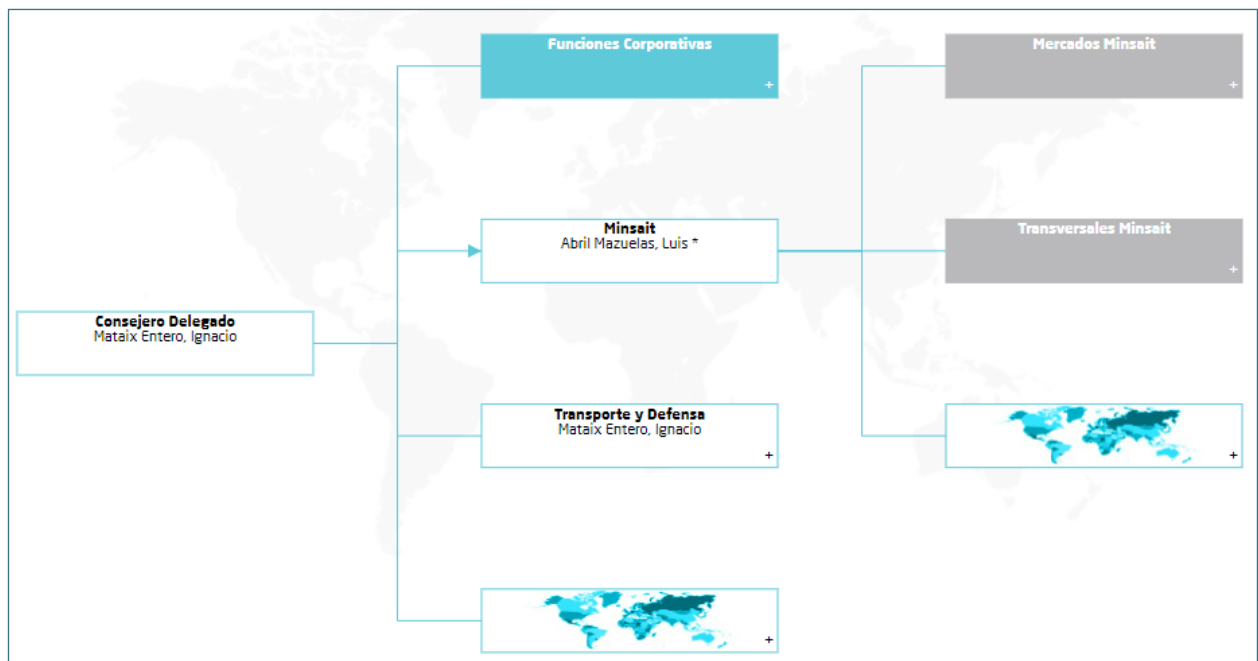 Funciones Corporativas
+
Mercados Minsait
+
Minsait
Abril Mazuelas, Luis *
Transversales Minsait
+
Consejero Delegado
Mataix Entero, Ignacio
Transporte y Defensa
Mataix Entero, Ignacio
+
+
+